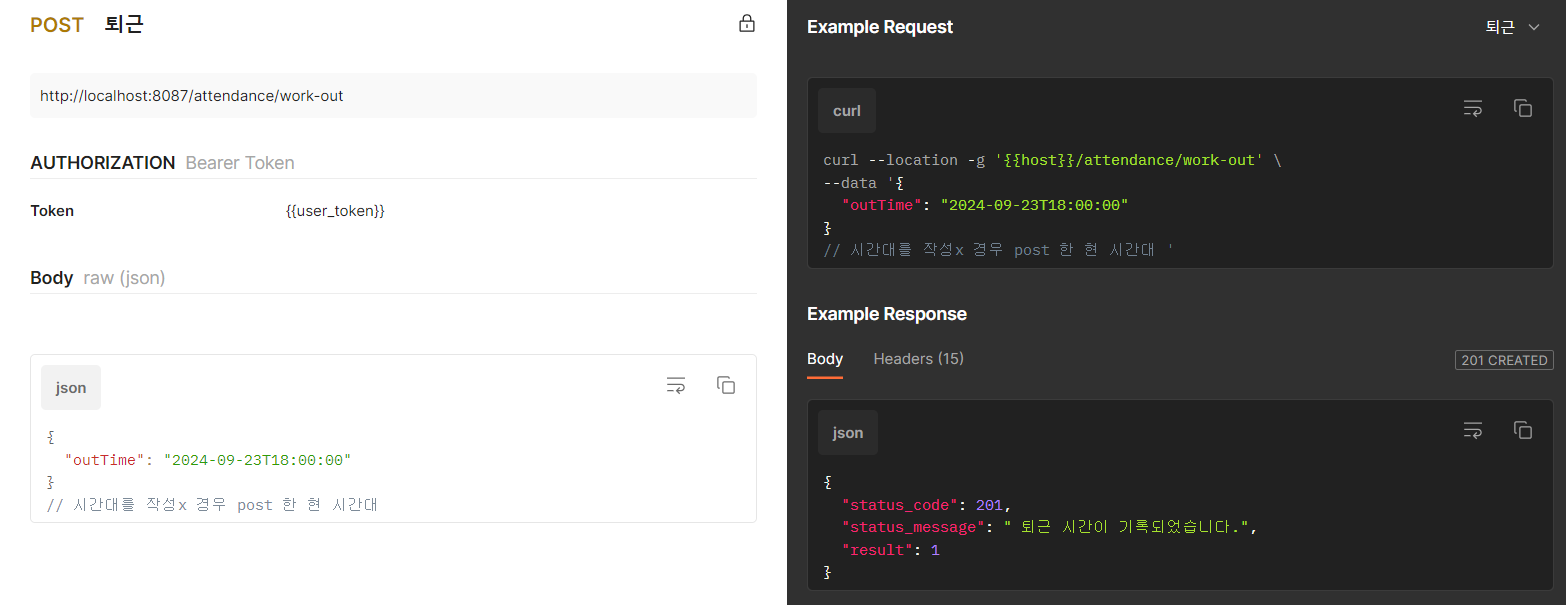 POST 퇴근
http://localhost:8087/attendance/work-out
AUTHORIZATION Bearer Token
Token {{user_token}}
Body raw (json)
json
{
"outTime": "2024-09-23T18:00:00"
}
// 시간대를 작성x 경우 post 한 현 시간대
Example Request 퇴근
curl
curl --location -g '{{host}}/attendance/work-out' \
--data '{
"outTime": "2024-09-23T18:00:00"
}
// 시간대를 작성x 경우 post 한 현 시간대 '
Example Response
Body Headers (15) 201 CREATED
json
{
"status_code": 201,
"status_message": " 퇴근 시간이 기록되었습니다.",
"result": 1
}